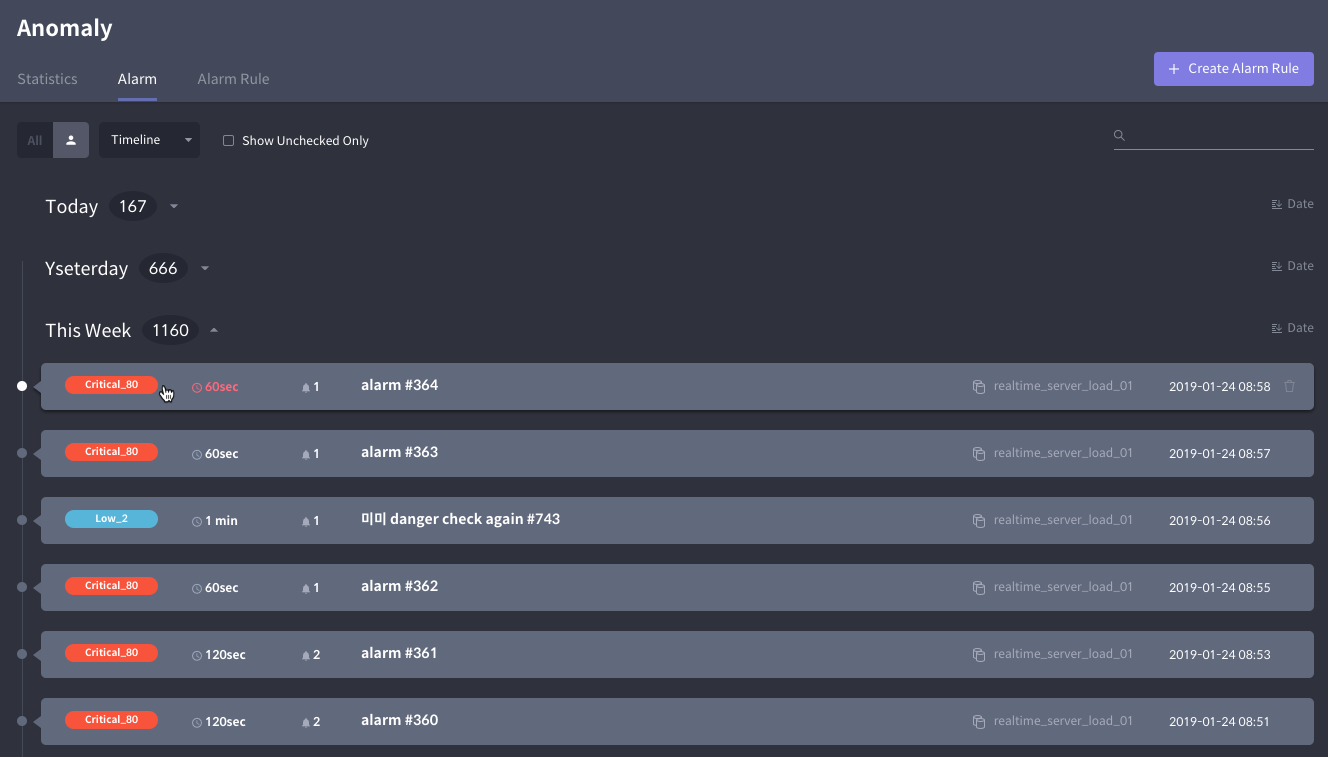 Anomaly
Statistics Alarm Alarm Rule
+ Create Alarm Rule
All Timeline Show Unchecked Only
Today 167 Date
Yseterday 666 Date
This Week 1160 Date
Critical_80 60sec 1 alarm #364 realtime_server_load_01 2019-01-24 08:58
Critical_80 60sec 1 alarm #363 realtime_server_load_01 2019-01-24 08:57
Low_2 1 min 1 미미 danger check again #743 realtime_server_load_01 2019-01-24 08:56
Critical_80 60sec 1 alarm #362 realtime_server_load_01 2019-01-24 08:55
Critical_80 120sec 2 alarm #361 realtime_server_load_01 2019-01-24 08:53
Critical_80 120sec 2 alarm #360 realtime_server_load_01 2019-01-24 08:51